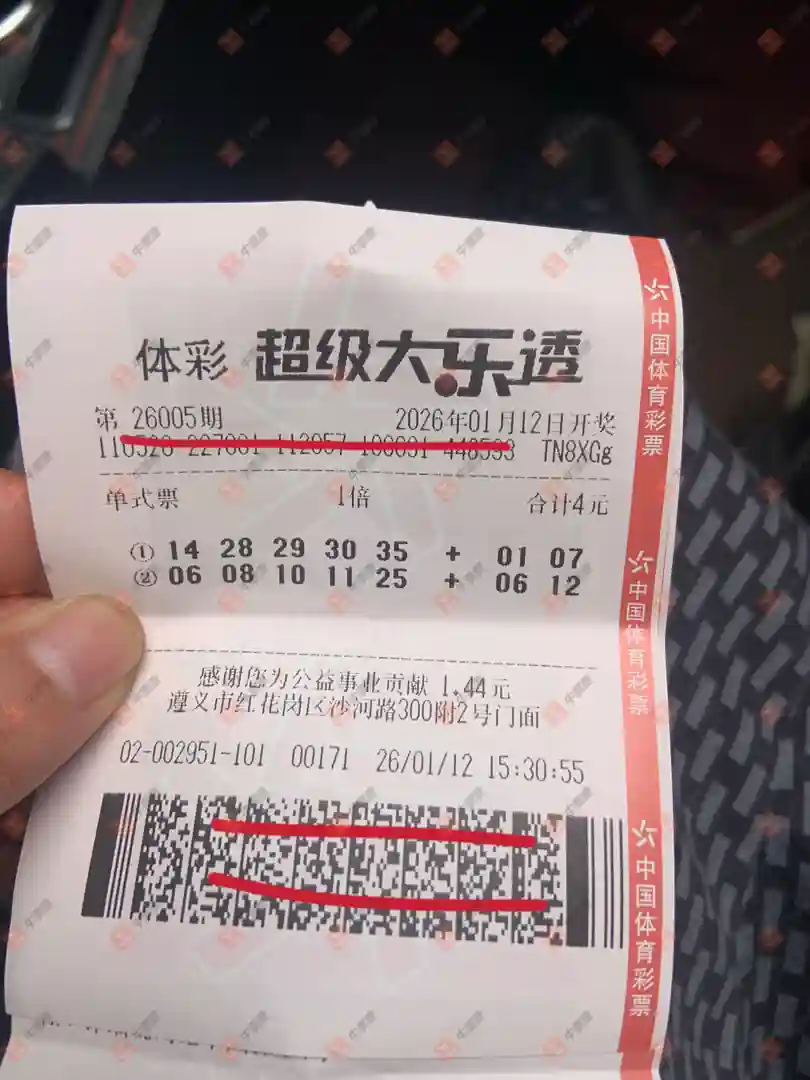 体彩 超级大乐透
第 26005期 2026年01月12日开奖
TN8XGg
单式票 1倍 合计4元
① 14 28 29 30 35 + 01 07
② 06 08 10 11 25 + 06 12
感谢您为公益事业贡献 1.44元
遵义市红花岗区沙河路300附2号门面
02-002951-101 00171 26/01/12 15:30:55
中国体育彩票
中国体育彩票
中国体育彩票